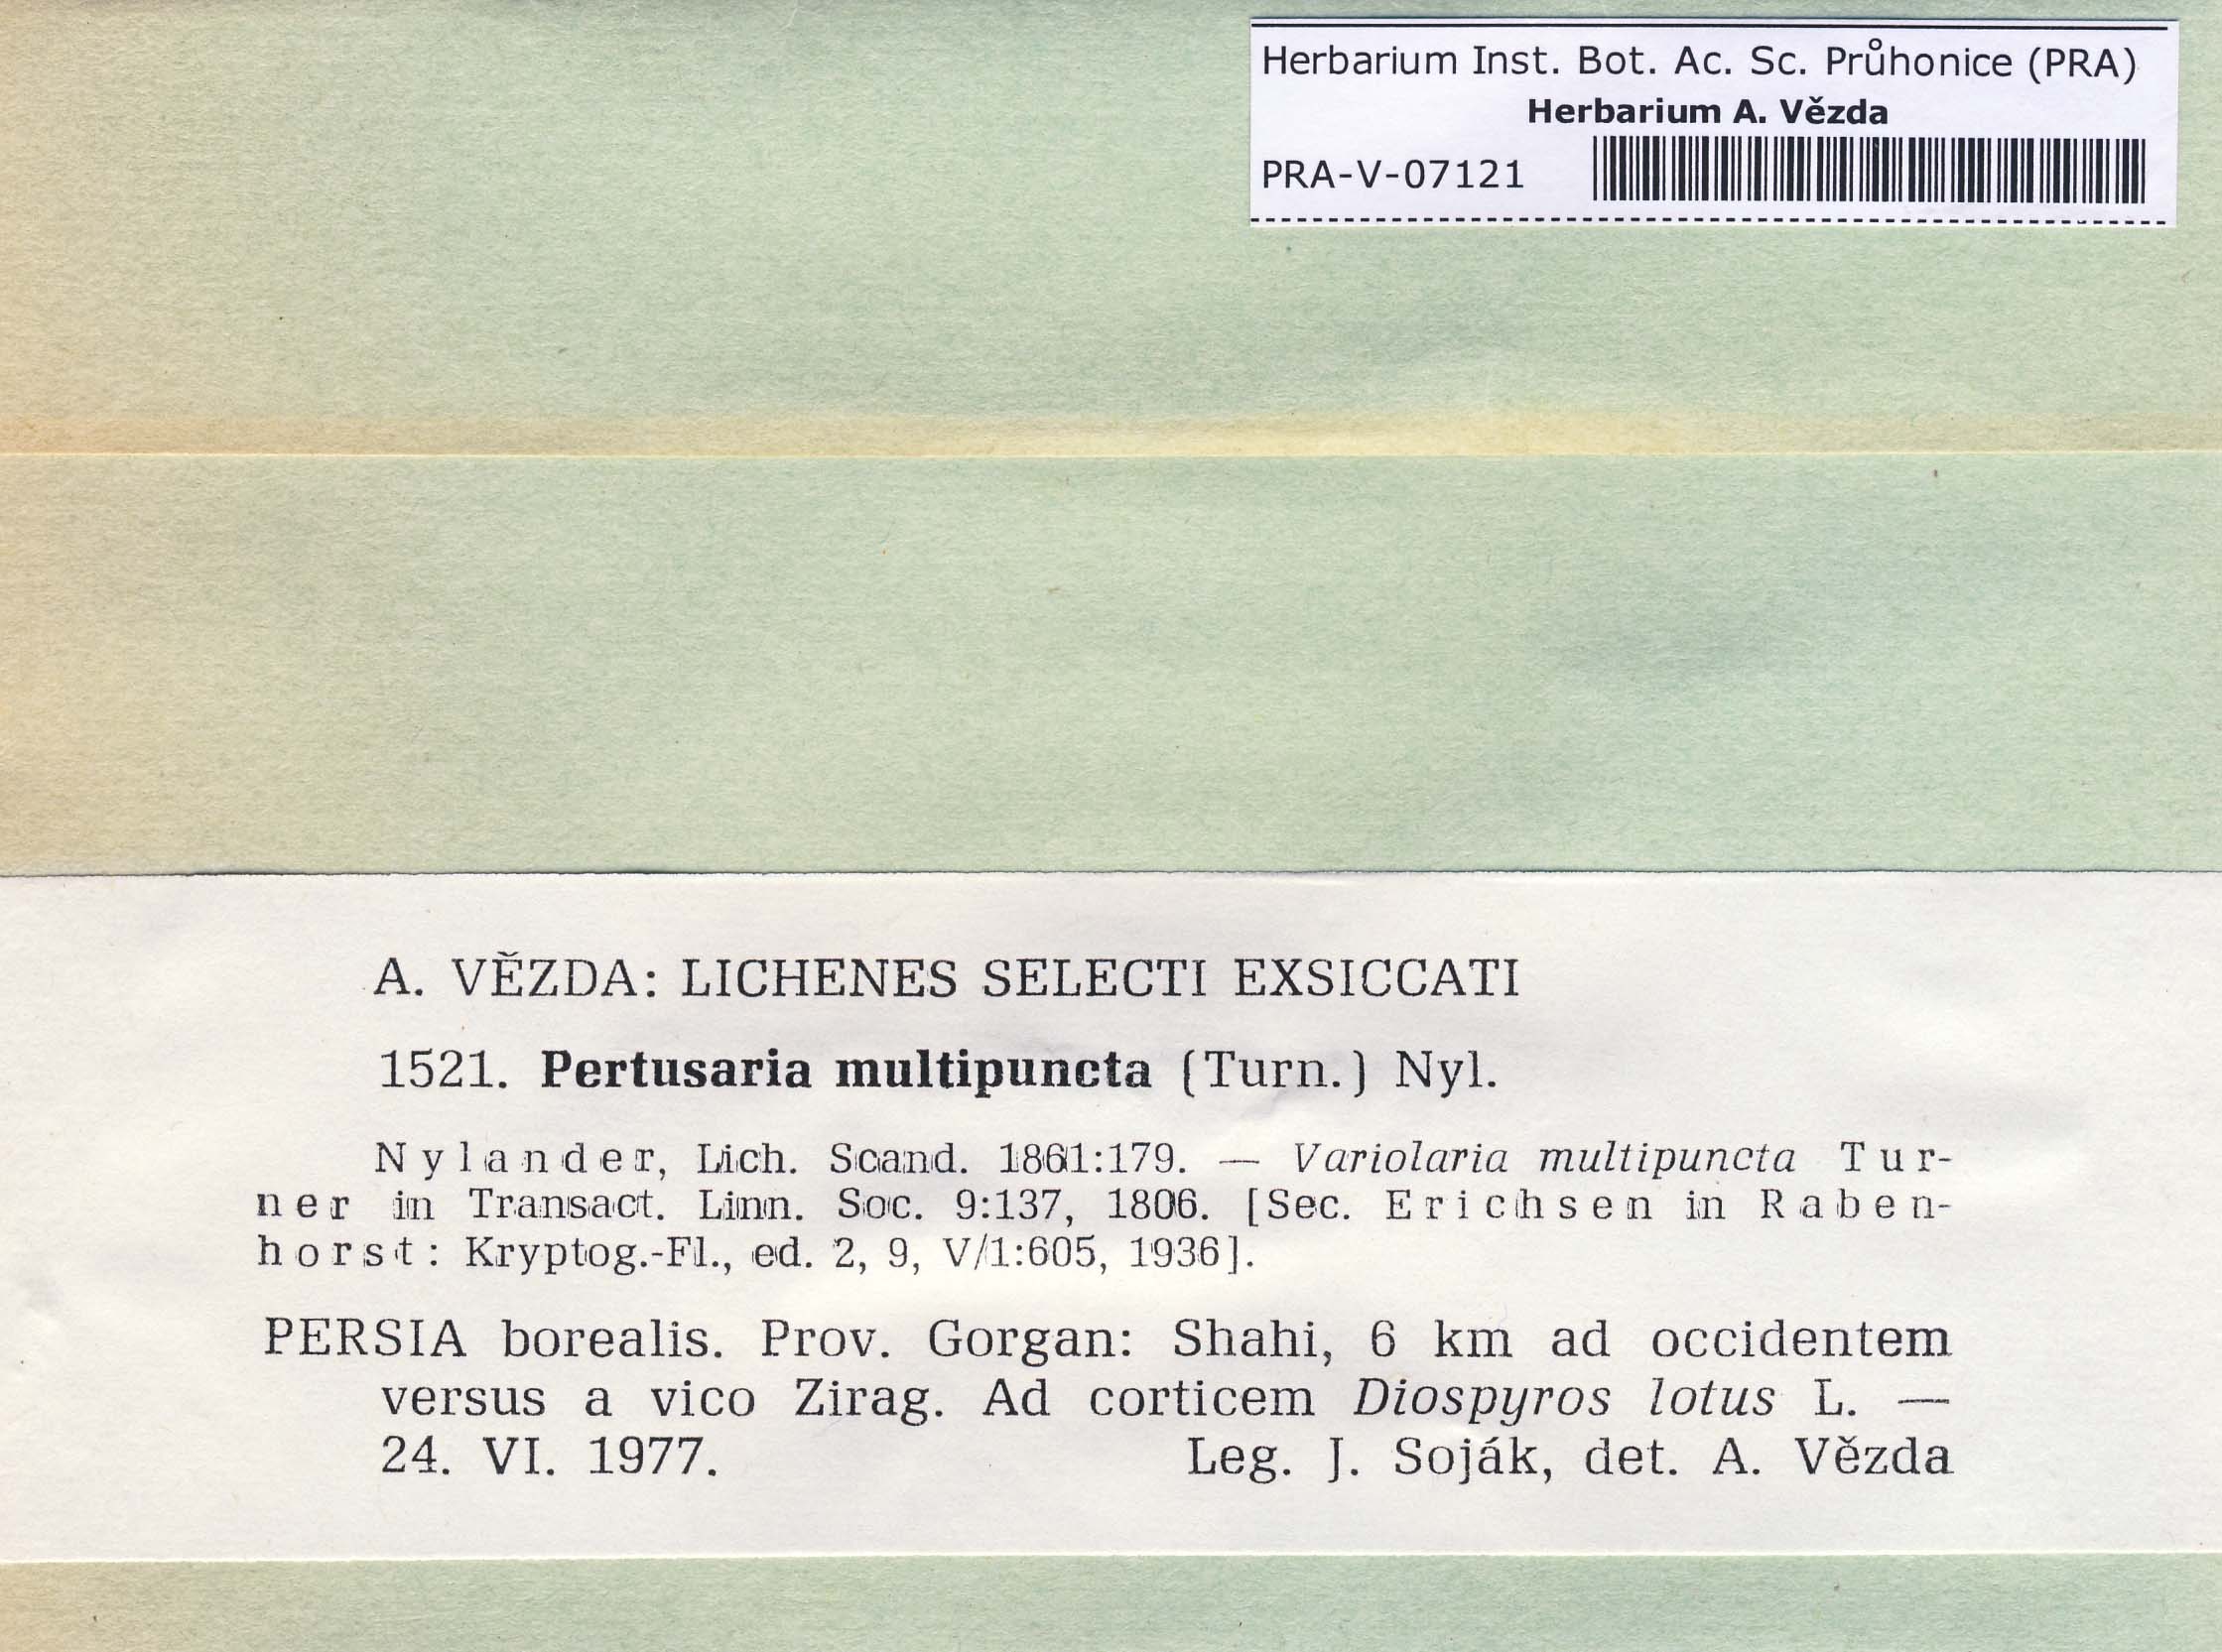 Herbarium Inst. Bot. Ac. Sc. Průhonice (PRA)
Herbarium A. Vězda
PRA-V-07121
A. VĚZDA: LICHENES SELECTI EXSICCATI
1521. Pertusaria multipuncta (Turn.) Nyl.
Nylander, Lich. Scand. 1861:179. — Variolaria multipuncta Tur-
ner in Transact. Linn. Soc. 9:137, 1806. [Sec. Erichsen in Raben-
horst: Kryptog.-Fl., ed. 2, 9, V/1:605, 1936].
PERSIA borealis. Prov. Gorgan: Shahi, 6 km ad occidentem
versus a vico Zirag. Ad corticem Diospyros lotus L. —
24. VI. 1977. Leg. J. Soják, det. A. Vězda